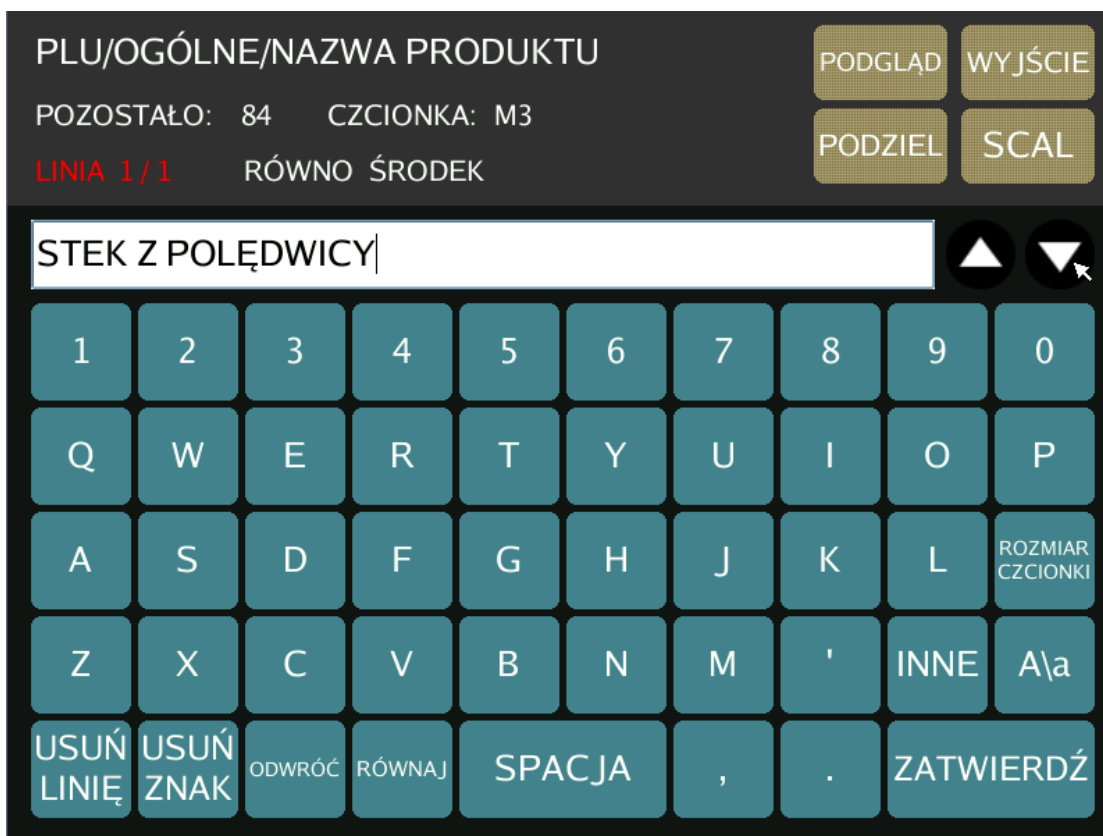 PLU/OGÓLNE/NAZWA PRODUKTU
PODGLĄD WYJŚCIE
POZOSTAŁO: 84 CZCIONKA: M3
PODZIEL SCAL
LINIA 1/1 RÓWNO ŚRODEK
STEK Z POLĘDWICY
1 2 3 4 5 6 7 8 9 0
Q W E R T Y U I O P
A S D F G H J K L ROZMIAR
CZCIONKI
Z X C V B N M ' INNE A\a
USUŃ USUŃ
LINIĘ ZNAK ODWRÓĆ RÓWNAJ SPACJA , . ZATWIERDŹ